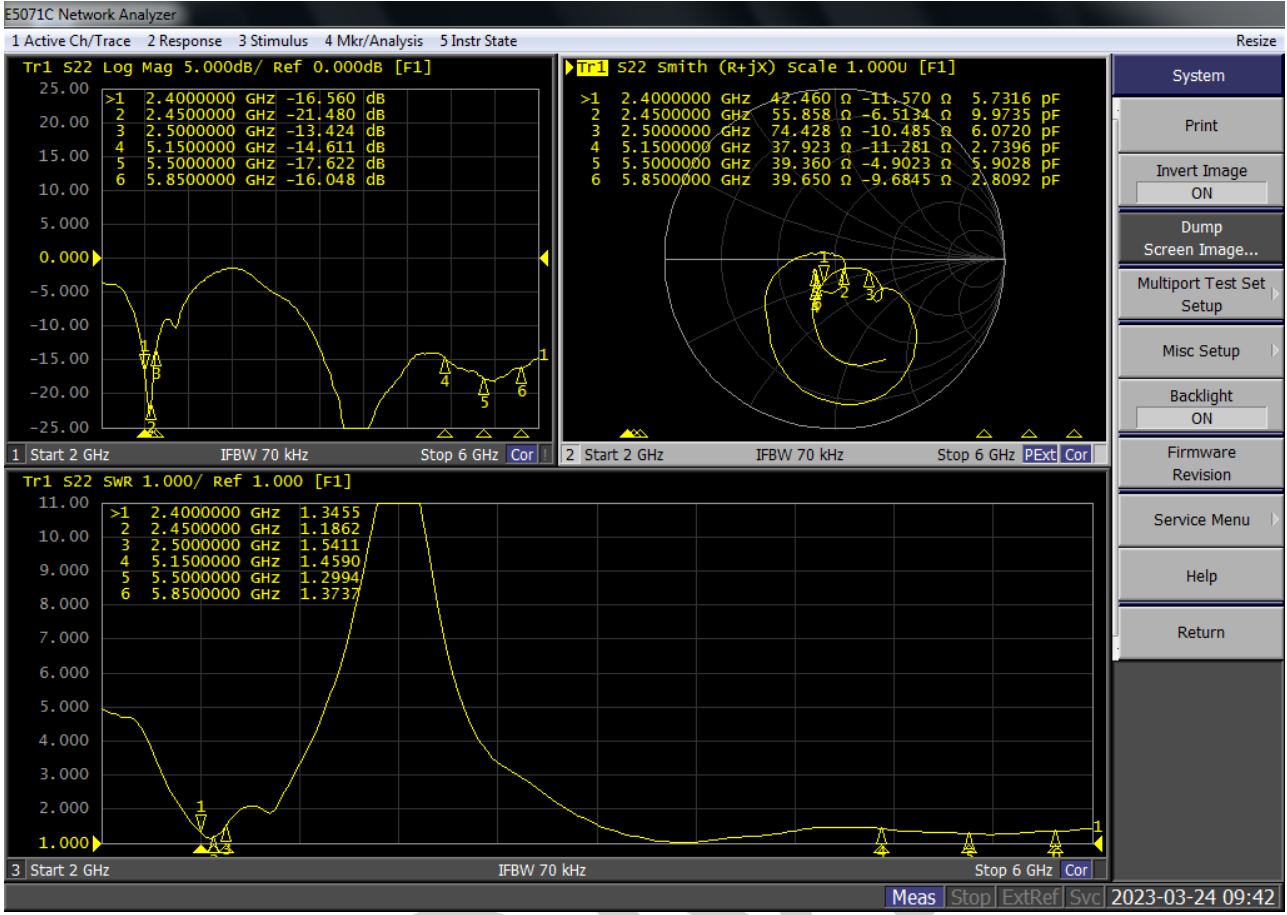 E5071C Network Analyzer
1 Active Ch/Trace 2 Response 3 Stimulus 4 Mkr/Analysis 5 Instr State Resize
Tr1 S22 Log Mag 5.000dB/ Ref 0.000dB [F1]
25.00
20.00
15.00
10.00
5.000
0.000
-5.000
-10.00
-15.00
-20.00
-25.00
>1 2.4000000 GHz -16.560 dB
2 2.4500000 GHz -21.480 dB
3 2.5000000 GHz -13.424 dB
4 5.1500000 GHz -14.611 dB
5 5.5000000 GHz -17.622 dB
6 5.8500000 GHz -16.048 dB
1
3
2
4
5
6
1
1 Start 2 GHz IFBW 70 kHz Stop 6 GHz Cor !
Tr1 S22 Smith (R+jX) Scale 1.000U [F1]
>1 2.4000000 GHz 42.460 Ω -11.570 Ω 5.7316 pF
2 2.4500000 GHz 55.858 Ω -6.5134 Ω 9.9735 pF
3 2.5000000 GHz 74.428 Ω -10.485 Ω 6.0720 pF
4 5.1500000 GHz 37.923 Ω -11.281 Ω 2.7396 pF
5 5.5000000 GHz 39.360 Ω -4.9023 Ω 5.9028 pF
6 5.8500000 GHz 39.650 Ω -9.6845 Ω 2.8092 pF
1
2
3
2 Start 2 GHz IFBW 70 kHz Stop 6 GHz PExt Cor
Tr1 S22 SWR 1.000/ Ref 1.000 [F1]
11.00
10.00
9.000
8.000
7.000
6.000
5.000
4.000
3.000
2.000
1.000
>1 2.4000000 GHz 1.3455
2 2.4500000 GHz 1.1862
3 2.5000000 GHz 1.5411
4 5.1500000 GHz 1.4590
5 5.5000000 GHz 1.2994
6 5.8500000 GHz 1.3737
1
1
3 Start 2 GHz IFBW 70 kHz Stop 6 GHz Cor
System
Print
Invert Image
ON
Dump
Screen Image...
Multiport Test Set
Setup
Misc Setup
Backlight
ON
Firmware
Revision
Service Menu
Help
Return
Meas Stop ExtRef Svc 2023-03-24 09:42